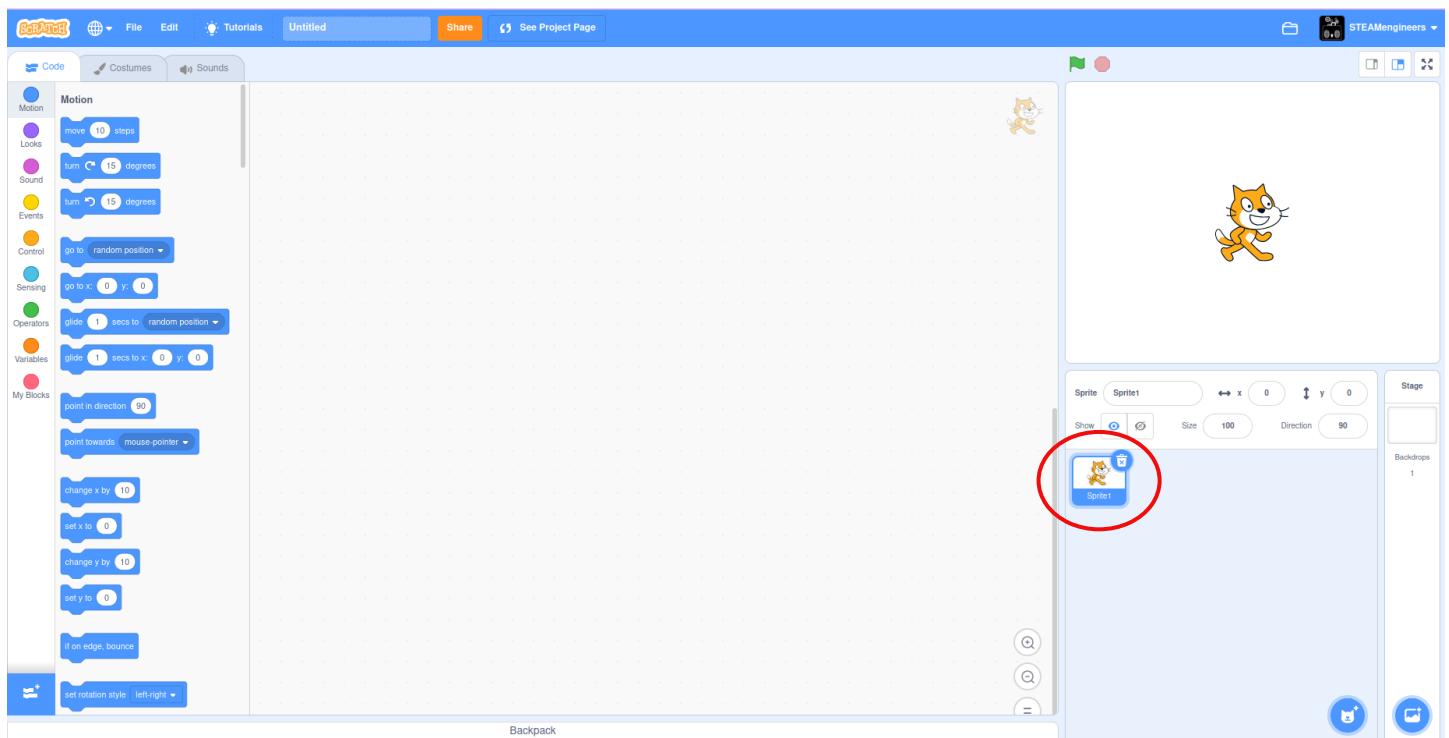 SCRATCH
File
Edit
Tutorials
Untitled
Share
See Project Page
STEAMengineers
Code
Costumes
Sounds
Motion
Looks
Sound
Events
Control
Sensing
Operators
Variables
My Blocks
Motion
move 10 steps
turn 15 degrees
turn 15 degrees
go to random position
go to x: 0 y: 0
glide 1 secs to random position
glide 1 secs to x: 0 y: 0
point in direction 90
point towards mouse-pointer
change x by 10
set x to 0
change y by 10
set y to 0
if on edge, bounce
set rotation style left-right
Backpack
Sprite Sprite1 x 0 y 0
Show Size 100 Direction 90
Sprite1
Stage
Backdrops
1